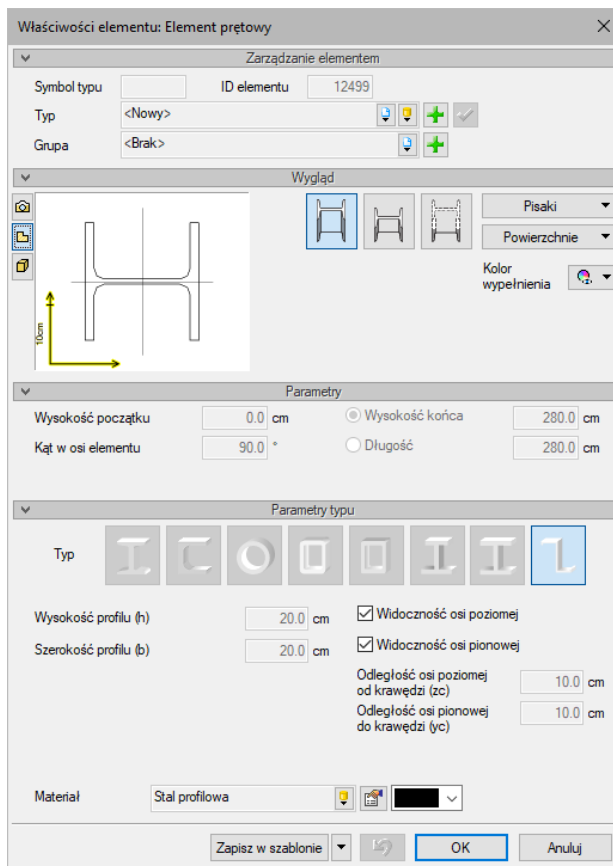 Właściwości elementu: Element prętowy
Zarządzanie elementem
Symbol typu ID elementu 12499
Typ <Nowy>
Grupa <Brak>
Wygląd
Pisaki
Powierzchnie
Kolor
wypełnienia
10cm
Parametry
Wysokość początku 0.0 cm Wysokość końca 280.0 cm
Kąt w osi elementu 90.0 ° Długość 280.0 cm
Parametry typu
Typ
Wysokość profilu (h) 20.0 cm Widoczność osi poziomej
Szerokość profilu (b) 20.0 cm Widoczność osi pionowej
Odległość osi poziomej
od krawędzi (zc) 10.0 cm
Odległość osi pionowej
do krawędzi (yc) 10.0 cm
Materiał Stal profilowa
Zapisz w szablonie OK Anuluj